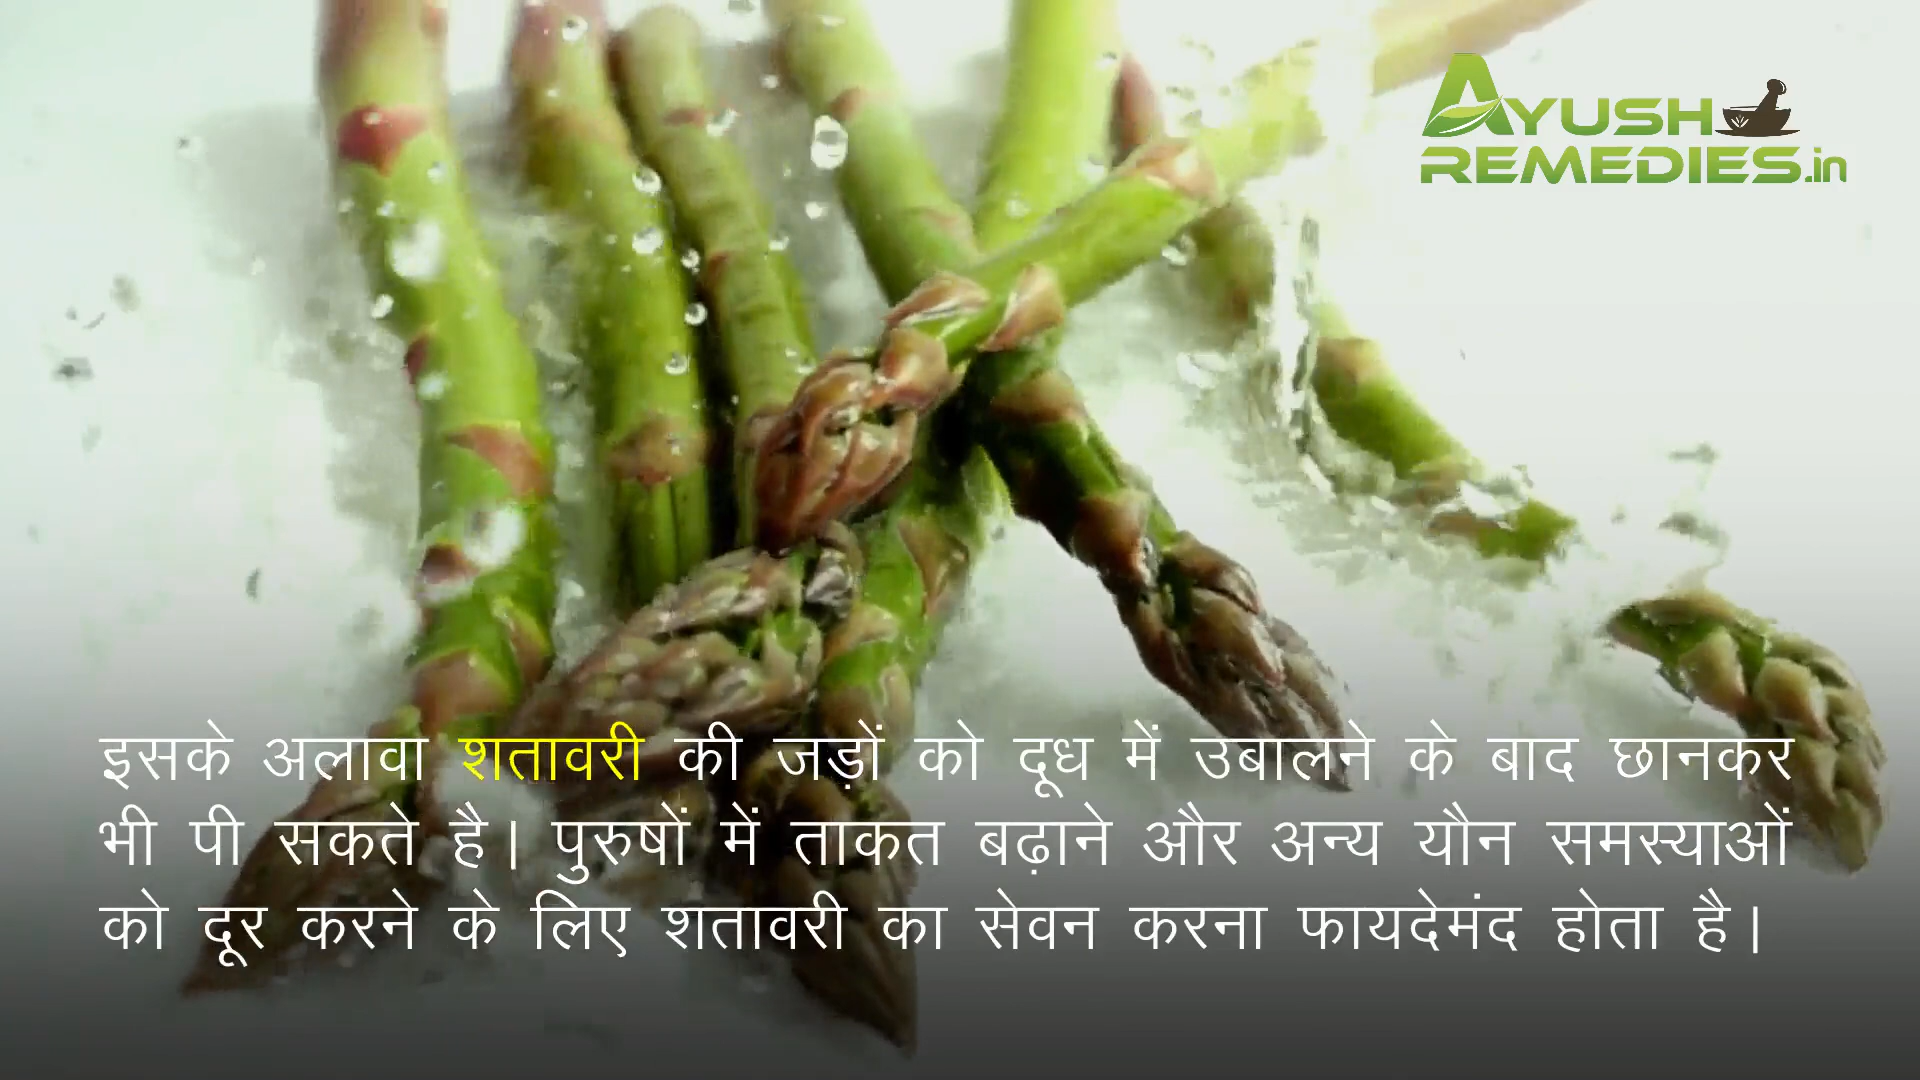 AYUSH
REMEDIES.in
इसके अलावा शतावरी की जड़ों को दूध में उबालने के बाद छानकर
भी पी सकते है। पुरुषों में ताकत बढ़ाने और अन्य यौन समस्याओं
को दूर करने के लिए शतावरी का सेवन करना फायदेमंद होता है।